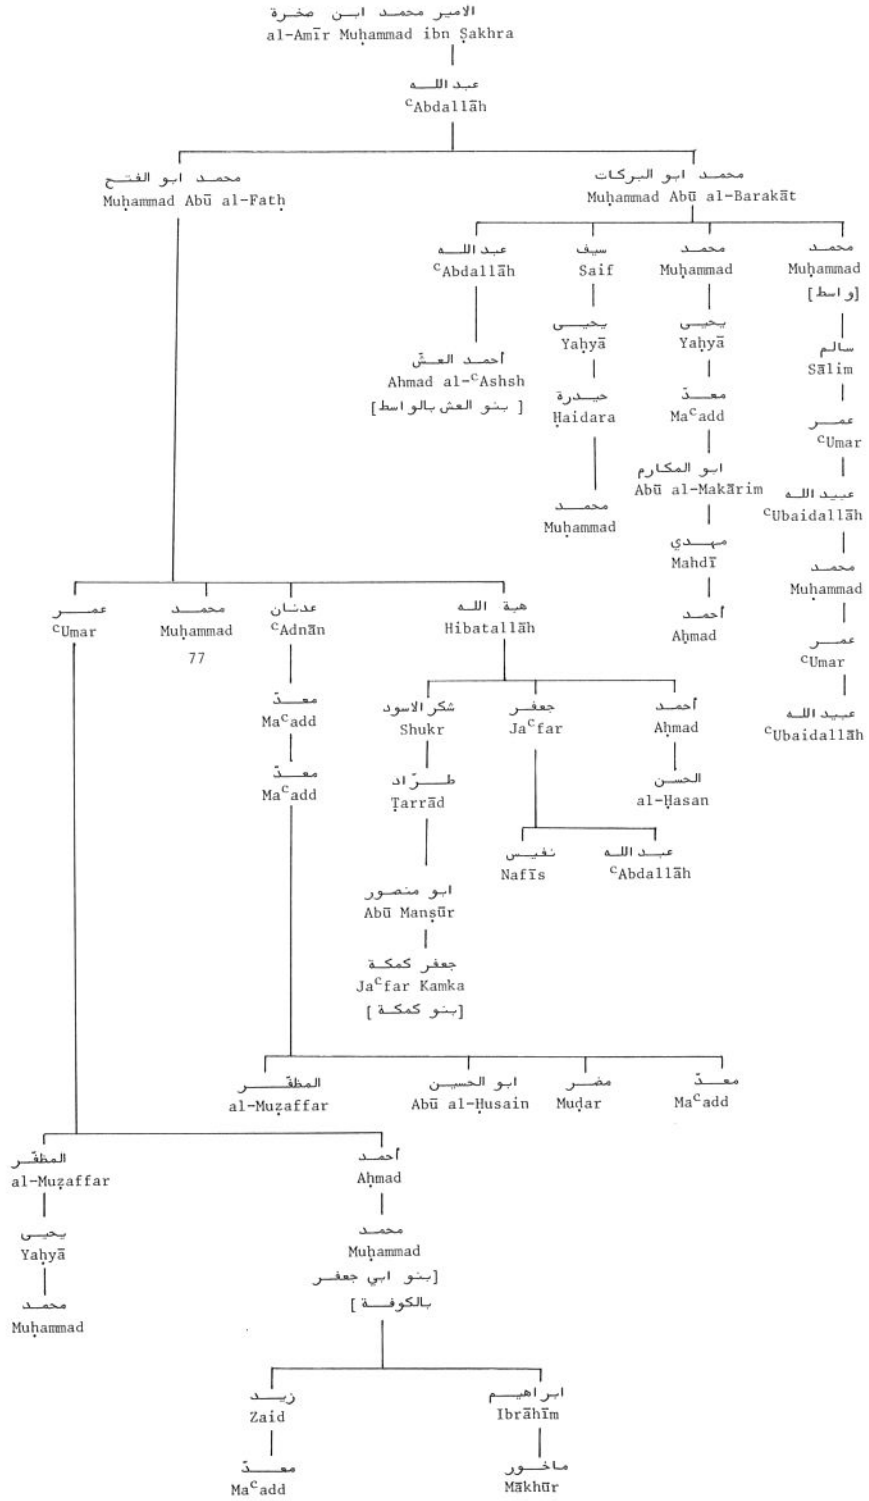 الامير محمد ابن صخرة
al-Amīr Muḥammad ibn Ṣakhra
عبد الله
ᶜAbdallāh
محمد ابو الفتح
Muḥammad Abū al-Fatḥ
محمد ابو البركات
Muḥammad Abū al-Barakāt
عبد الله
ᶜAbdallāh
سيف
Saif
محمد
Muḥammad
محمد
Muḥammad
[واسط]
أحمد العشّ
Aḥmad al-ᶜAshsh
[بنو العش بالواسط]
يحيى
Yaḥyā
حيدرة
Ḥaidara
محمد
Muḥammad
يحيى
Yaḥyā
معدّ
Maᶜadd
ابو المكارم
Abū al-Makārim
مهدي
Mahdī
أحمد
Aḥmad
سالم
Sālim
عمر
ᶜUmar
عبيد الله
ᶜUbaidallāh
محمد
Muḥammad
عمر
ᶜUmar
عبيد الله
ᶜUbaidallāh
عمر
ᶜUmar
محمد
Muḥammad
77
عدنان
ᶜAdnān
هبة الله
Hibatallāh
معدّ
Maᶜadd
معدّ
Maᶜadd
شكر الاسود
Shukr
جعفر
Jaᶜfar
أحمد
Aḥmad
طرّاد
Ṭarrād
الحسن
al-Ḥasan
نفيس
Nafīs
عبد الله
ᶜAbdallāh
ابو منصور
Abū Manṣūr
جعفر كمكة
Jaᶜfar Kamka
[بنو كمكة]
المظفّر
al-Muẓaffar
ابو الحسين
Abū al-Ḥusain
مضر
Muḍar
معدّ
Maᶜadd
المظفّر
al-Muẓaffar
أحمد
Aḥmad
يحيى
Yaḥyā
محمد
Muḥammad
محمد
Muḥammad
[بنو ابي جعفر
بالكوفة]
زيد
Zaid
ابراهيم
Ibrāhīm
معدّ
Maᶜadd
ماخور
Mākhūr